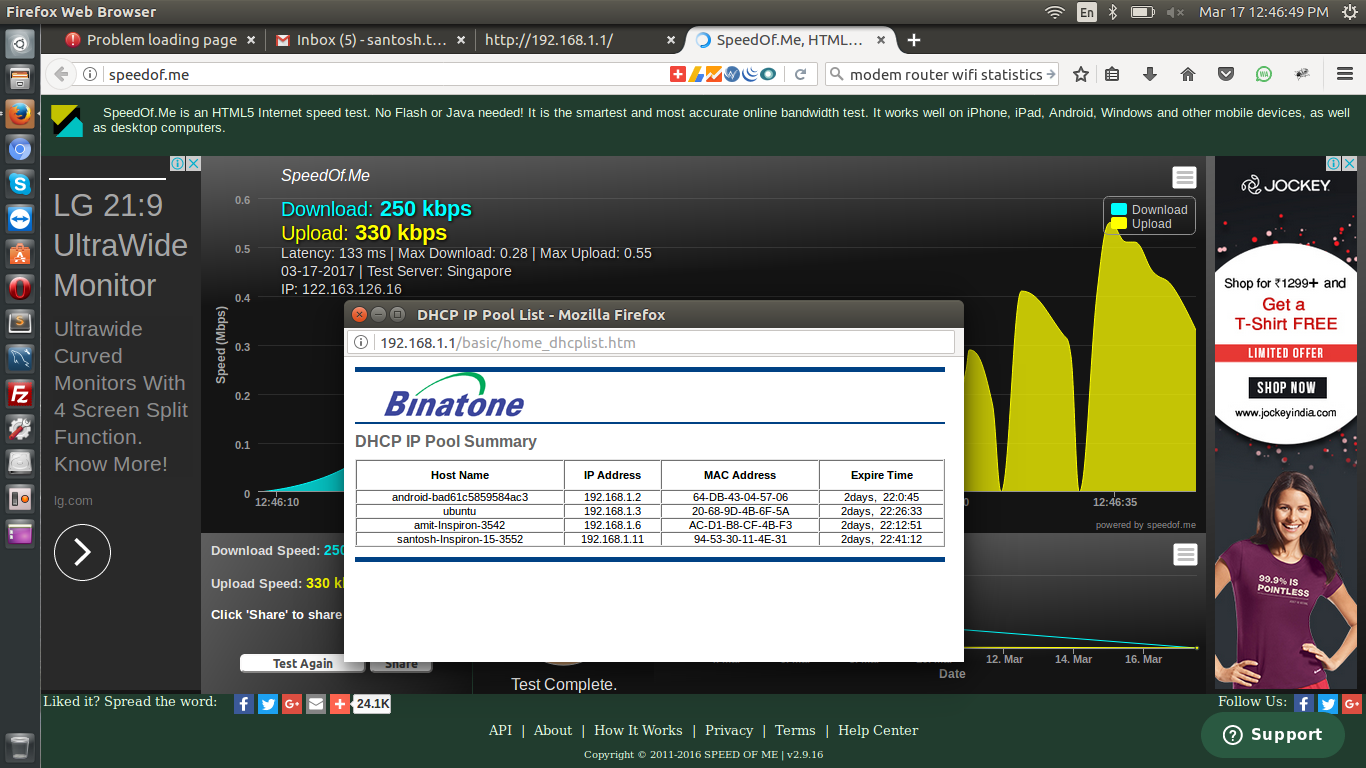 Firefox Web Browser
En
Mar 17 12:46:49 PM
Problem loading page
Inbox (5) - santosh.t...
http://192.168.1.1/
SpeedOf.Me, HTML...
speedof.me
modem router wifi statistics
SpeedOf.Me is an HTML5 Internet speed test. No Flash or Java needed! It is the smartest and most accurate online bandwidth test. It works well on iPhone, iPad, Android, Windows and other mobile devices, as well
as desktop computers.
LG 21:9
UltraWide
Monitor
Ultrawide
Curved
Monitors With
4 Screen Split
Function.
Know More!
lg.com
SpeedOf.Me
Download: 250 kbps
Upload: 330 kbps
Latency: 133 ms | Max Download: 0.28 | Max Upload: 0.55
03-17-2017 | Test Server: Singapore
IP: 122.163.126.16
Download
Upload
Speed (Mbps)
0.6
0.5
0.4
0.3
0.2
0.1
0
12:46:10
12:46:35
powered by speedof.me
DHCP IP Pool List - Mozilla Firefox
192.168.1.1/basic/home_dhcplist.htm
Binatone
DHCP IP Pool Summary
Host Name IP Address MAC Address Expire Time
android-bad61c5859584ac3 192.168.1.2 64-DB-43-04-57-06 2days, 22:0:45
ubuntu 192.168.1.3 20-68-9D-4B-6F-5A 2days, 22:26:33
amit-Inspiron-3542 192.168.1.6 AC-D1-B8-CF-4B-F3 2days, 22:12:51
santosh-Inspiron-15-3552 192.168.1.11 94-53-30-11-4E-31 2days, 22:41:12
Download Speed: 250
Upload Speed: 330 k
Click 'Share' to share
Test Again
Share
12. Mar
14. Mar
16. Mar
Date
Test Complete.
JOCKEY
Shop for ₹1299+ and
Get a
T-Shirt FREE
LIMITED OFFER
SHOP NOW
www.jockeyindia.com
99.9% IS
POINTLESS
Liked it? Spread the word:
24.1K
Follow Us:
API | About | How It Works | Privacy | Terms | Help Center
Support
Copyright © 2011-2016 SPEED OF ME | v2.9.16